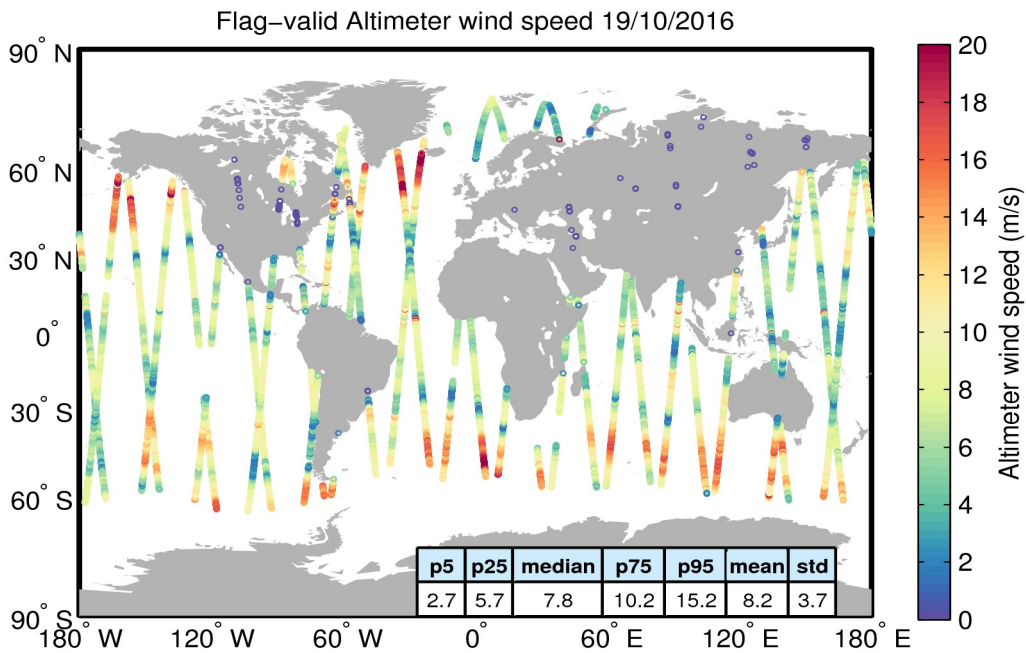 Flag−valid Altimeter wind speed 19/10/2016
90° N
60° N
30° N
0°
30° S
60° S
90° S
180° W
120° W
60° W
0°
60° E
120° E
180° E
p5 p25 median p75 p95 mean std
2.7 5.7 7.8 10.2 15.2 8.2 3.7
20
18
16
14
12
10
8
6
4
2
0
Altimeter wind speed (m/s)